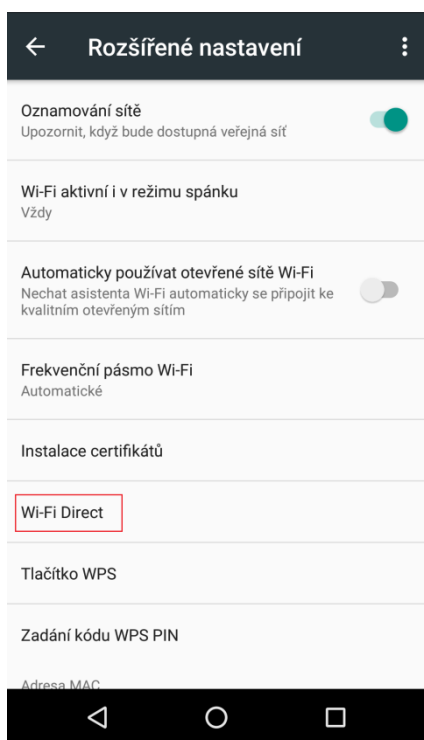 Rozšířené nastavení
Oznamování sítě
Upozornit, když bude dostupná veřejná síť
Wi-Fi aktivní i v režimu spánku
Vždy
Automaticky používat otevřené sítě Wi-Fi
Nechat asistenta Wi-Fi automaticky se připojit ke
kvalitním otevřeným sítím
Frekvenční pásmo Wi-Fi
Automatické
Instalace certifikátů
Wi-Fi Direct
Tlačítko WPS
Zadání kódu WPS PIN
Adresa MAC